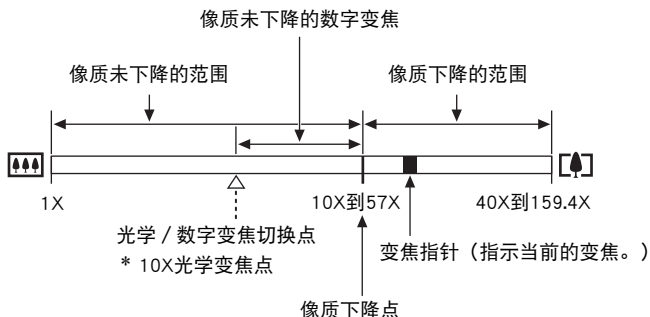 像质未下降的数字变焦
像质未下降的范围
像质下降的范围
1X
10X到57X
40X到159.4X
光学 / 数字变焦切换点
* 10X光学变焦点
变焦指针（指示当前的变焦。）
像质下降点